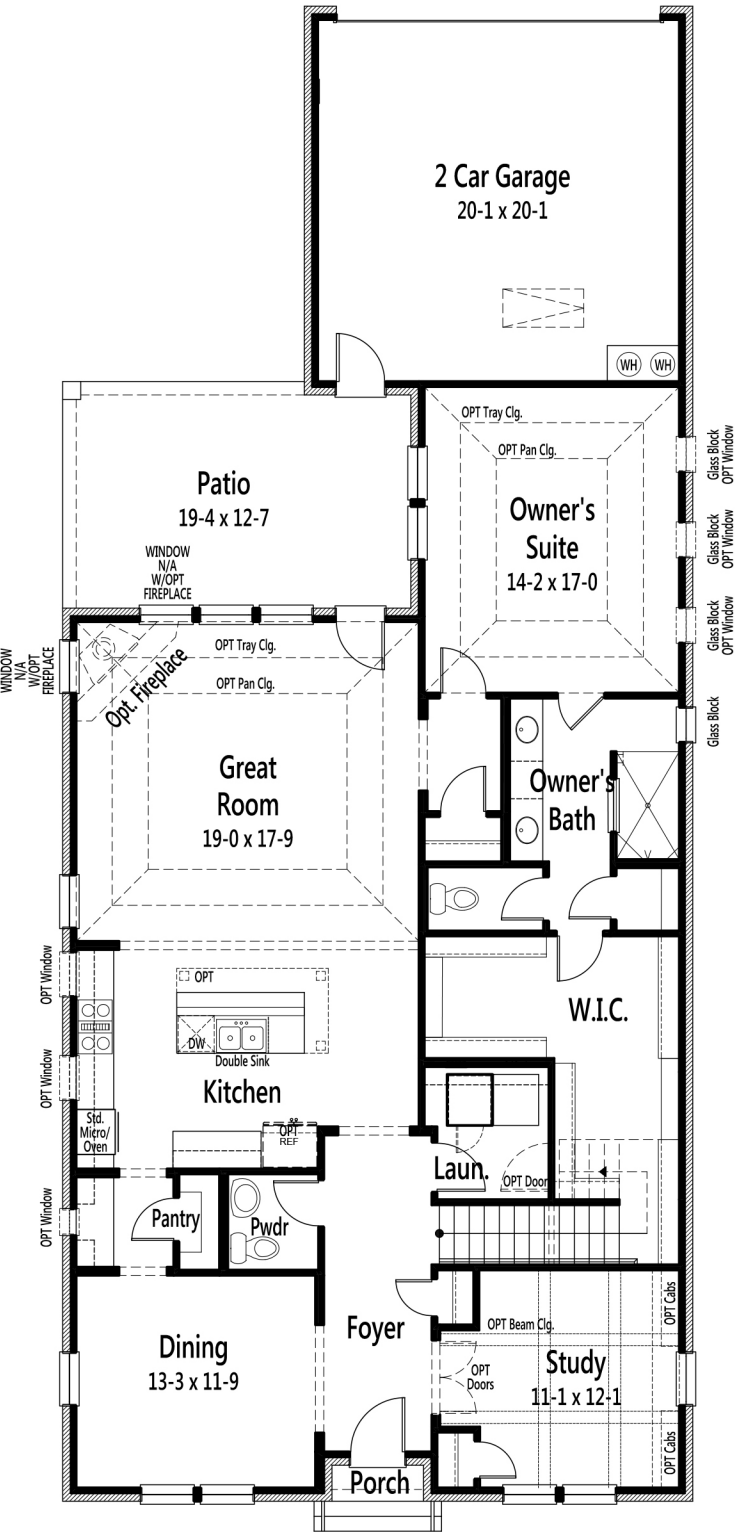 2 Car Garage
20-1 x 20-1
WH
WH
OPT Tray Clg.
OPT Pan Clg.
Glass Block
OPT Window
Patio
19-4 x 12-7
Owner's
Suite
14-2 x 17-0
Glass Block
OPT Window
WINDOW
N/A
W/OPT
FIREPLACE
Glass Block
OPT Window
WINDOW
N/A
W/OPT
FIREPLACE
Opt. Fireplace
OPT Tray Clg.
OPT Pan Clg.
Glass Block
Great
Room
19-0 x 17-9
Owner's
Bath
OPT Window
OPT
W.I.C.
DW
Double Sink
OPT Window
Kitchen
Std.
Micro/
Oven
OPT
REF
Laun.
OPT Door
OPT Window
Pantry
Pwdr
Foyer
OPT Beam Clg.
OPT Cabs
Dining
13-3 x 11-9
OPT
Doors
Study
11-1 x 12-1
OPT Cabs
Porch